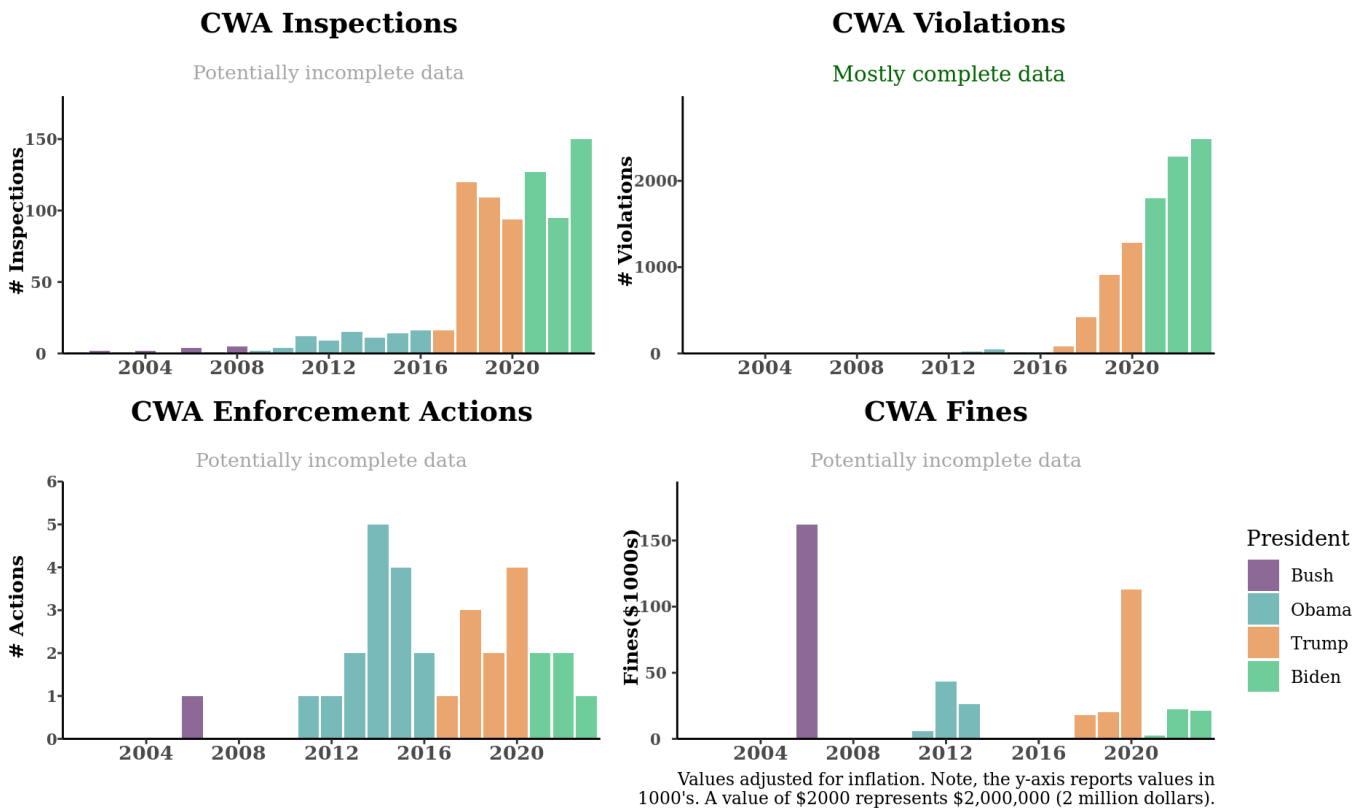 CWA Inspections
Potentially incomplete data
# Inspections
150
100
50
0
2004 2008 2012 2016 2020
CWA Violations
Mostly complete data
# Violations
2000
1000
0
2004 2008 2012 2016 2020
CWA Enforcement Actions
Potentially incomplete data
# Actions
6
5
4
3
2
1
0
2004 2008 2012 2016 2020
CWA Fines
Potentially incomplete data
Fines($1000s)
150
100
50
0
2004 2008 2012 2016 2020
President
Bush
Obama
Trump
Biden
Values adjusted for inflation. Note, the y-axis reports values in
1000's. A value of $2000 represents $2,000,000 (2 million dollars).